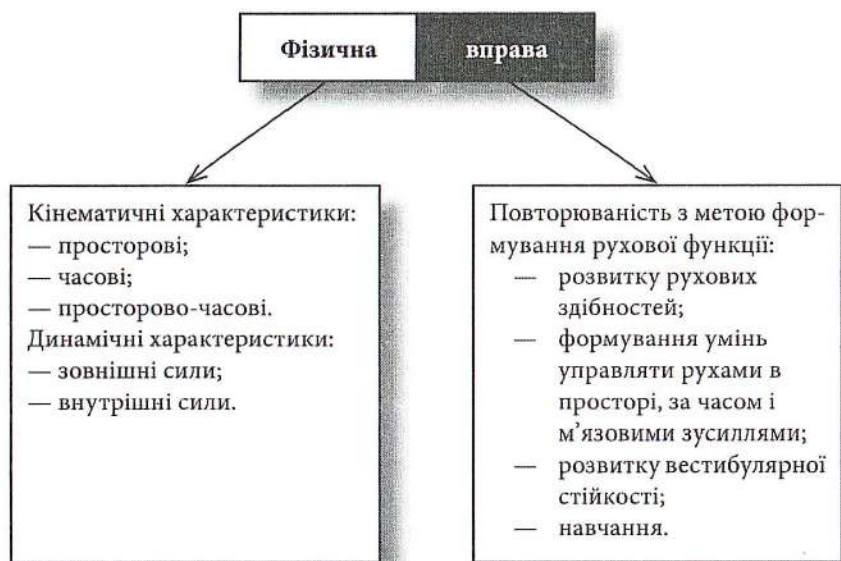 Фізична вправа
Кінематичні характеристики:
— просторові;
— часові;
— просторово-часові.
Динамічні характеристики:
— зовнішні сили;
— внутрішні сили.
Повторюваність з метою фор-
мування рухової функції:
— розвитку рухових
здібностей;
— формування умінь
управляти рухами в
просторі, за часом і
м’язовими зусиллями;
— розвитку вестибулярної
стійкості;
— навчання.